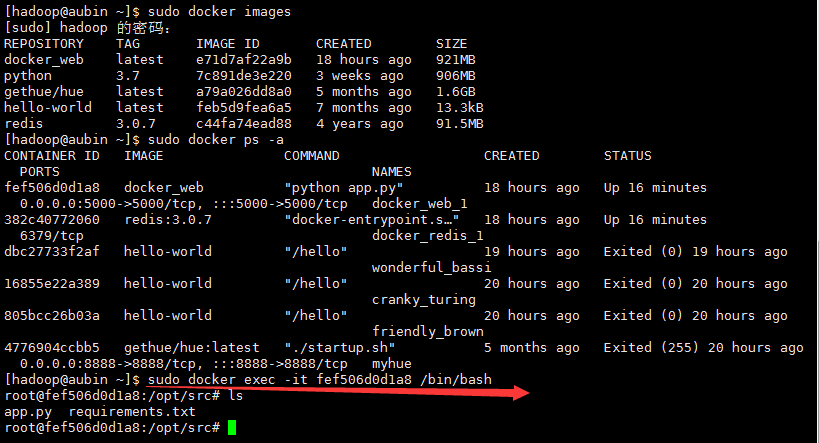 [hadoop@aubin ~]$ sudo docker images
[sudo] hadoop 的密码：
REPOSITORY    TAG       IMAGE ID       CREATED        SIZE
docker_web    latest    e71d7af22a9b   18 hours ago   921MB
python        3.7       7c891de3e220   3 weeks ago    906MB
gethue/hue    latest    a79a026dd8a0   5 months ago   1.6GB
hello-world   latest    feb5d9fea6a5   7 months ago   13.3kB
redis         3.0.7     c44fa74ead88   4 years ago    91.5MB
[hadoop@aubin ~]$ sudo docker ps -a
CONTAINER ID   IMAGE               COMMAND                  CREATED        STATUS
  PORTS                                       NAMES
fef506d0d1a8   docker_web          "python app.py"          18 hours ago   Up 16 minutes
  0.0.0.0:5000->5000/tcp, :::5000->5000/tcp   docker_web_1
382c40772060   redis:3.0.7         "docker-entrypoint.s…"   18 hours ago   Up 16 minutes
  6379/tcp                                    docker_redis_1
dbc27733f2af   hello-world         "/hello"                 19 hours ago   Exited (0) 19 hours ago
                                              wonderful_bassi
16855e22a389   hello-world         "/hello"                 20 hours ago   Exited (0) 20 hours ago
                                              cranky_turing
805bcc26b03a   hello-world         "/hello"                 20 hours ago   Exited (0) 20 hours ago
                                              friendly_brown
4776904ccbb5   gethue/hue:latest   "./startup.sh"           5 months ago   Exited (255) 20 hours ago
  0.0.0.0:8888->8888/tcp, :::8888->8888/tcp   myhue
[hadoop@aubin ~]$ sudo docker exec -it fef506d0d1a8 /bin/bash
root@fef506d0d1a8:/opt/src# ls
app.py  requirements.txt
root@fef506d0d1a8:/opt/src#